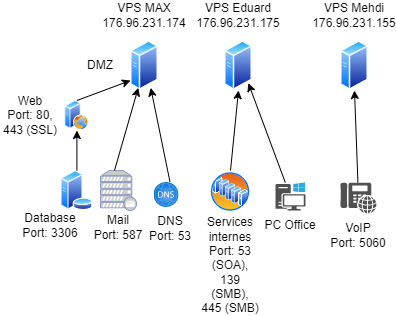 VPS MAX
176.96.231.174
VPS Eduard
176.96.231.175
VPS Mehdi
176.96.231.155
DMZ
Web
Port: 80,
443 (SSL)
DNS
Database
Port: 3306
Mail
Port: 587
DNS
Port: 53
Services
internes
Port: 53
(SOA),
139
(SMB),
445 (SMB)
PC Office
VoIP
Port: 5060